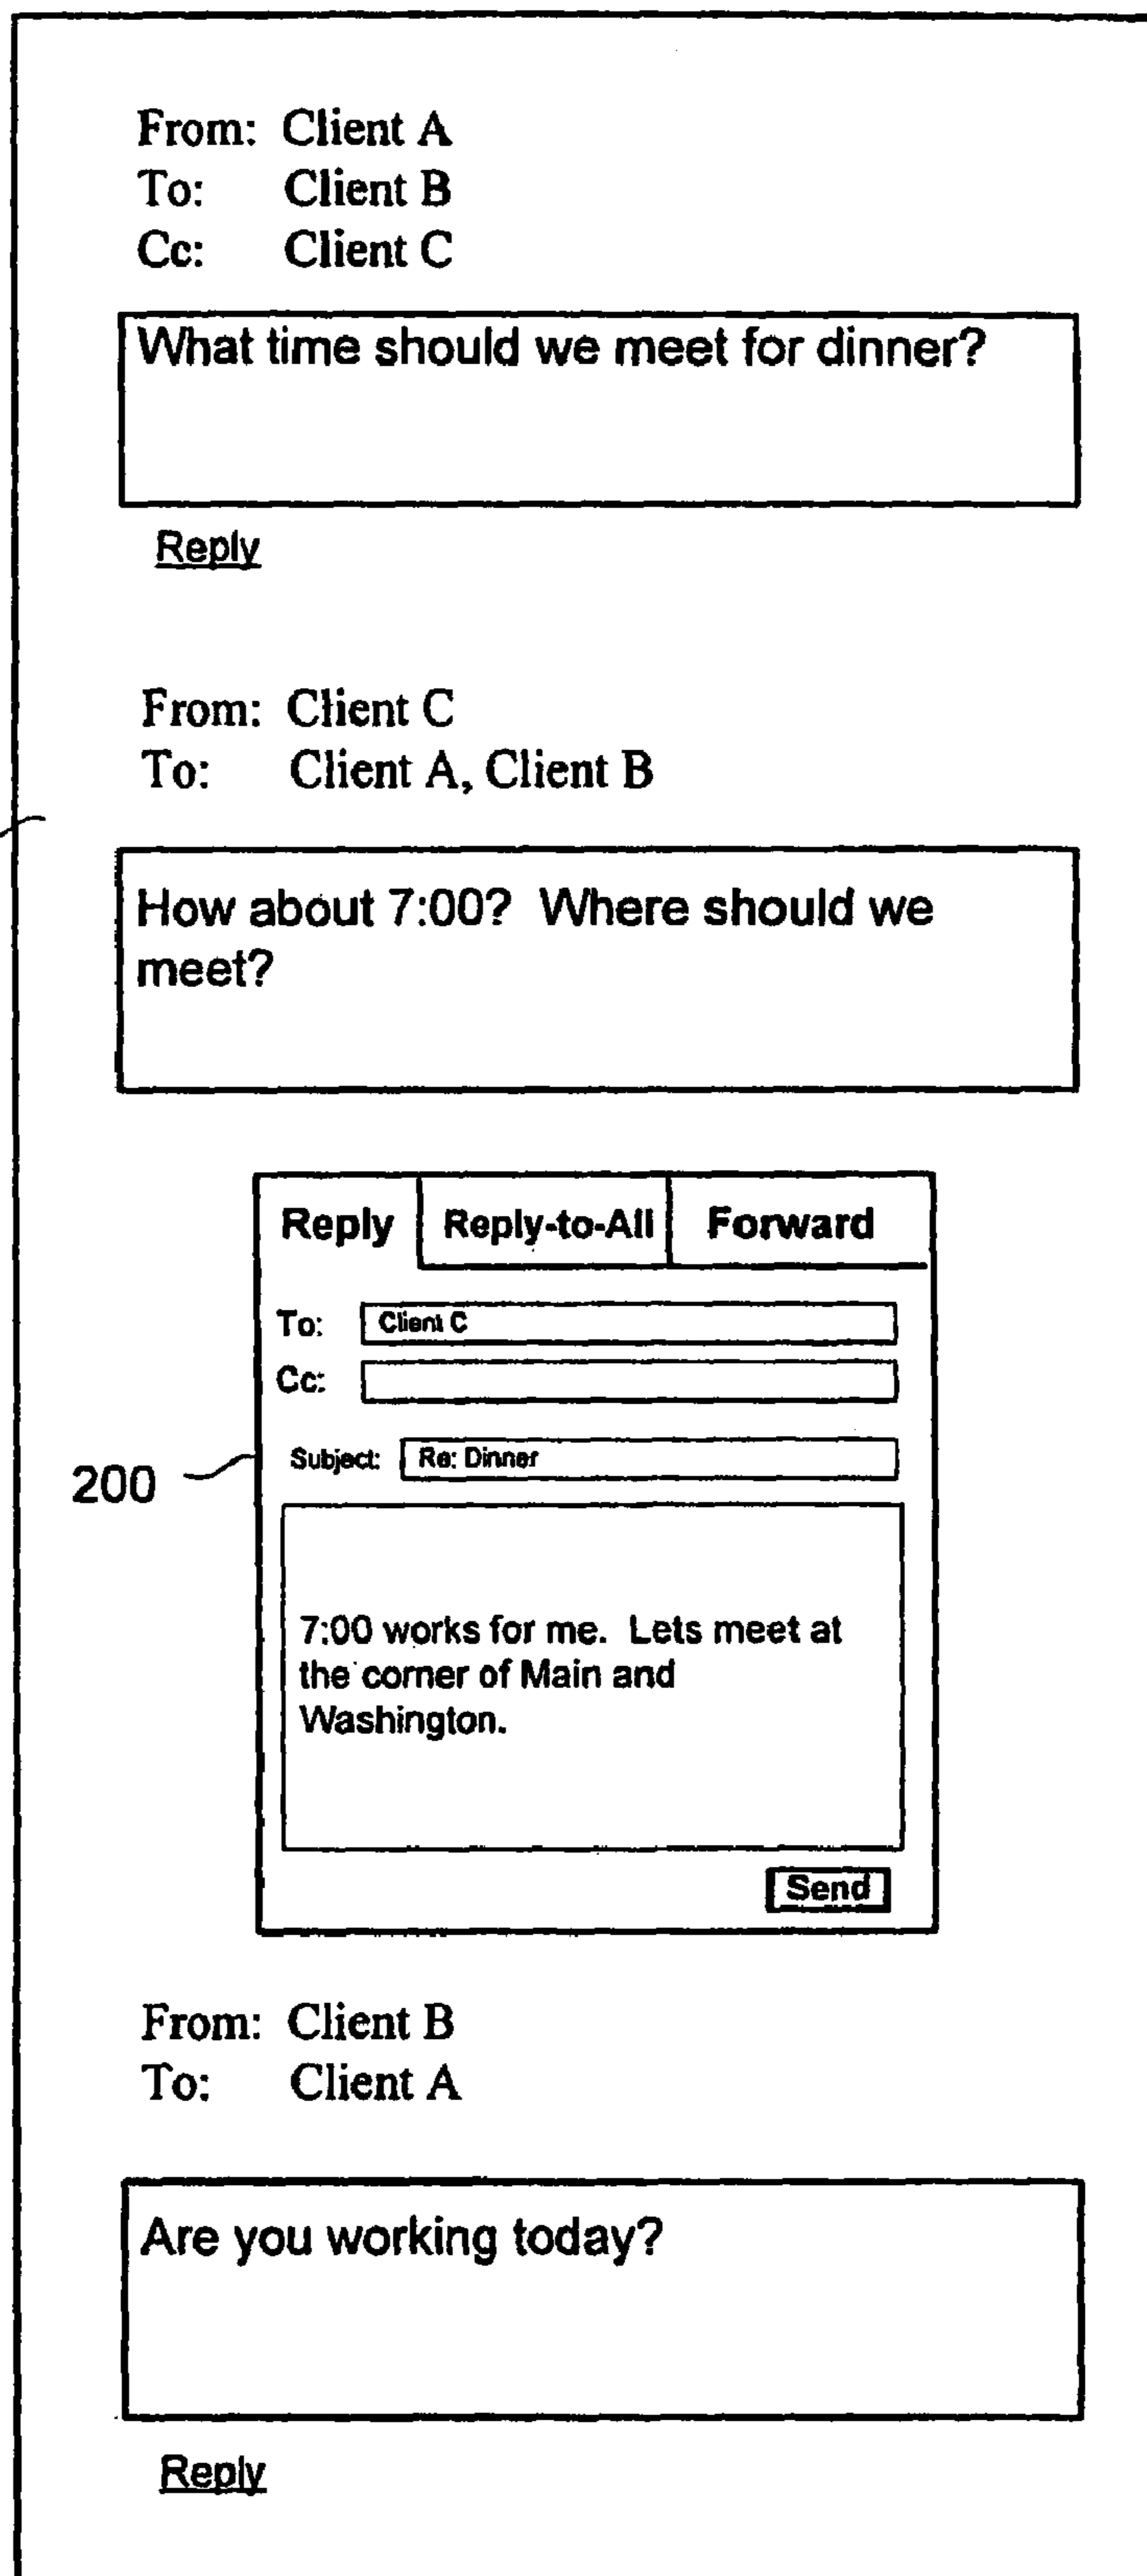 From: Client A
To: Client B
Cc: Client C
What time should we meet for dinner?
Reply
From: Client C
To: Client A, Client B
How about 7:00? Where should we
meet?
Reply Reply-to-All Forward
To: Client C
Cc:
Subject: Re: Dinner
200
7:00 works for me. Lets meet at
the corner of Main and
Washington.
Send
From: Client B
To: Client A
Are you working today?
Reply